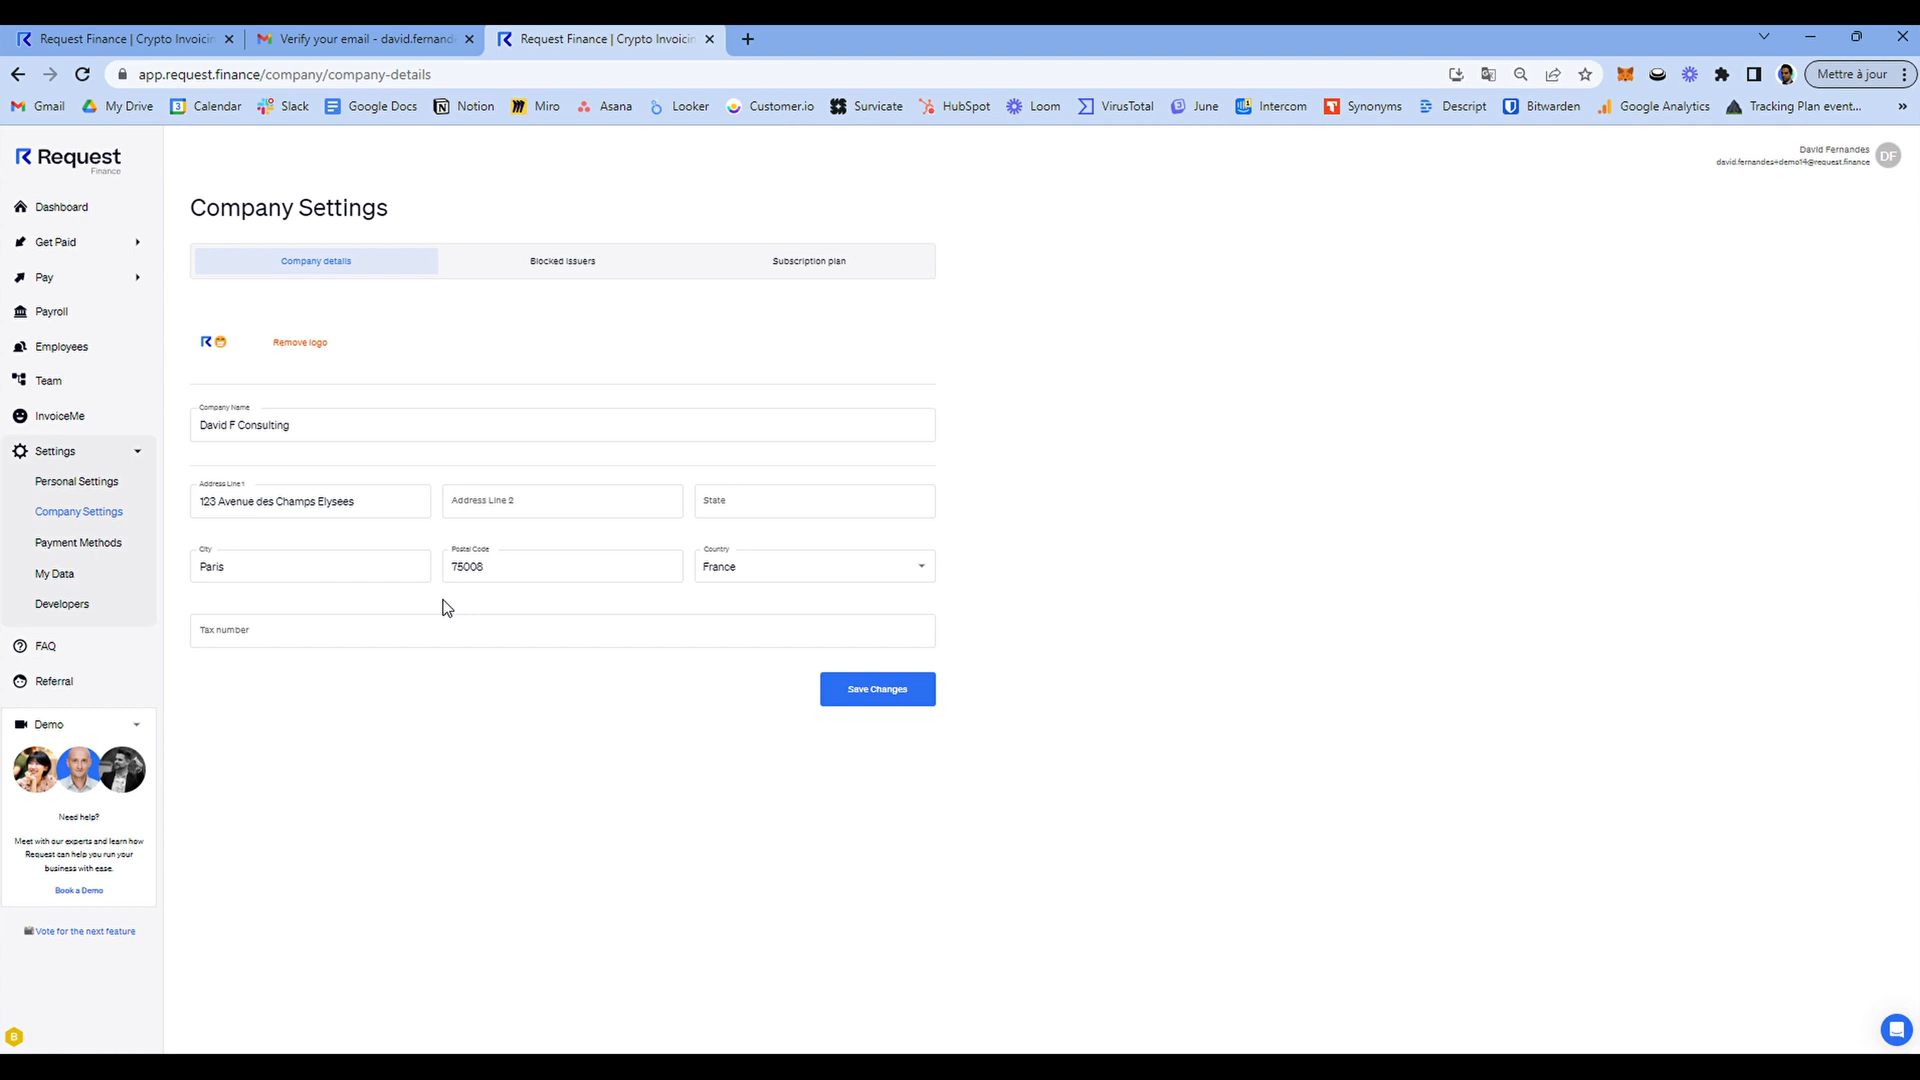 Request Finance | Crypto Invoicin
Verify your email - david.fernand
Request Finance | Crypto Invoicin
app.request.finance/company/company-details
Mettre à jour
Gmail
My Drive
Calendar
Slack
Google Docs
Notion
Miro
Asana
Looker
Customer.io
Survicate
HubSpot
Loom
VirusTotal
June
Intercom
Synonyms
Descript
Bitwarden
Google Analytics
Tracking Plan event...
Request
Finance
David Fernandes
david.fernandes+demo14@request.finance
DF
Dashboard
Get Paid
Pay
Payroll
Employees
Team
InvoiceMe
Settings
Personal Settings
Company Settings
Payment Methods
My Data
Developers
FAQ
Referral
Demo
Need help?
Meet with our experts and learn how
Request can help you run your
business with ease.
Book a Demo
Vote for the next feature
B
Company Settings
Company details
Blocked issuers
Subscription plan
Remove logo
Company Name
David F Consulting
Address Line 1
123 Avenue des Champs Elysees
Address Line 2
State
City
Paris
Postal Code
75008
Country
France
Tax number
Save Changes